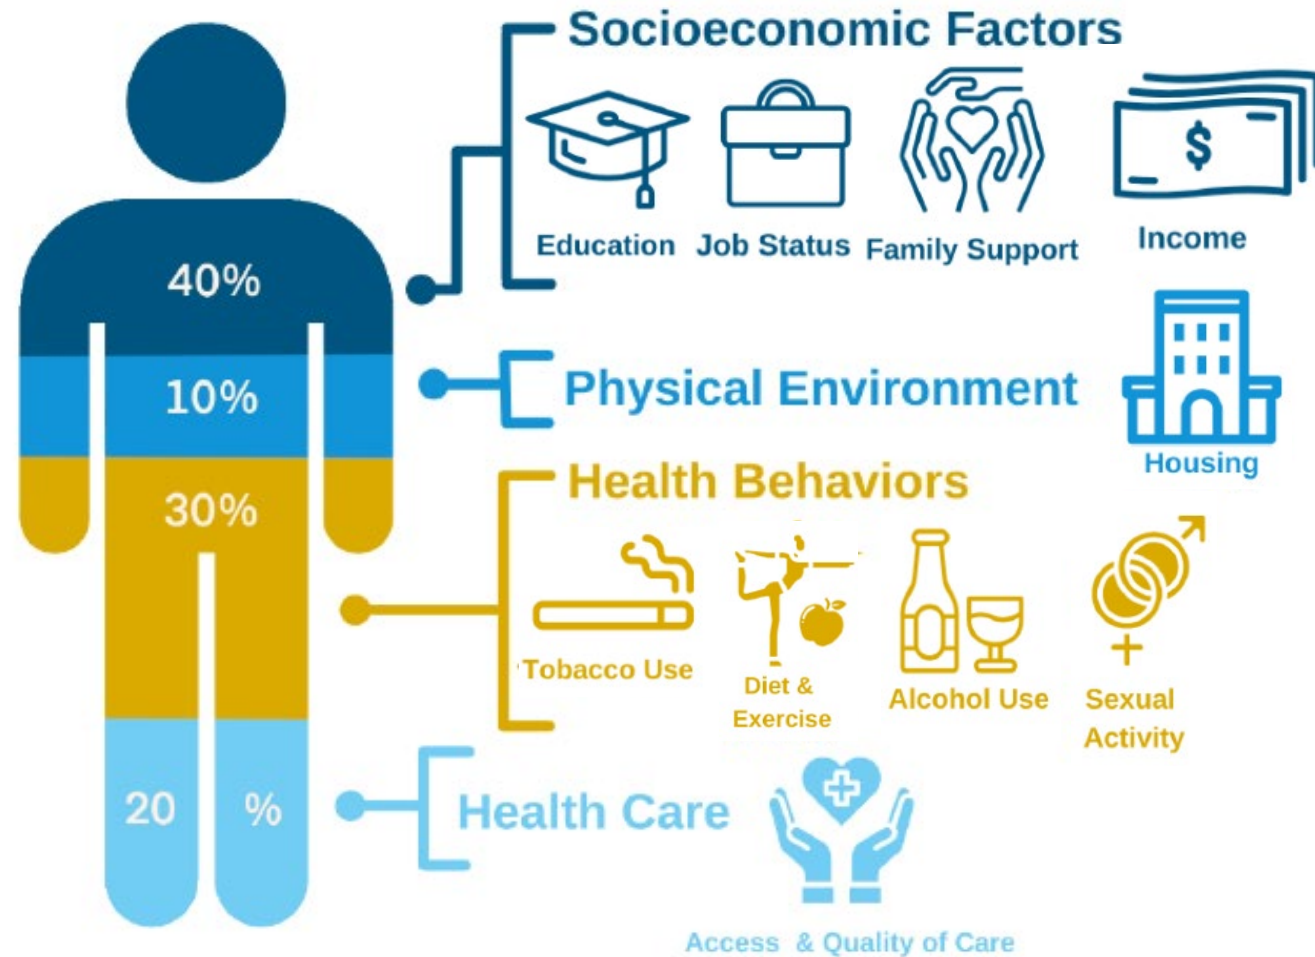 Socioeconomic Factors
$
Education Job Status Family Support Income
40%
10%
Physical Environment
Housing
30%
Health Behaviors
Tobacco Use
Diet &
Exercise
Alcohol Use
Sexual
Activity
20 %
Health Care
Access & Quality of Care